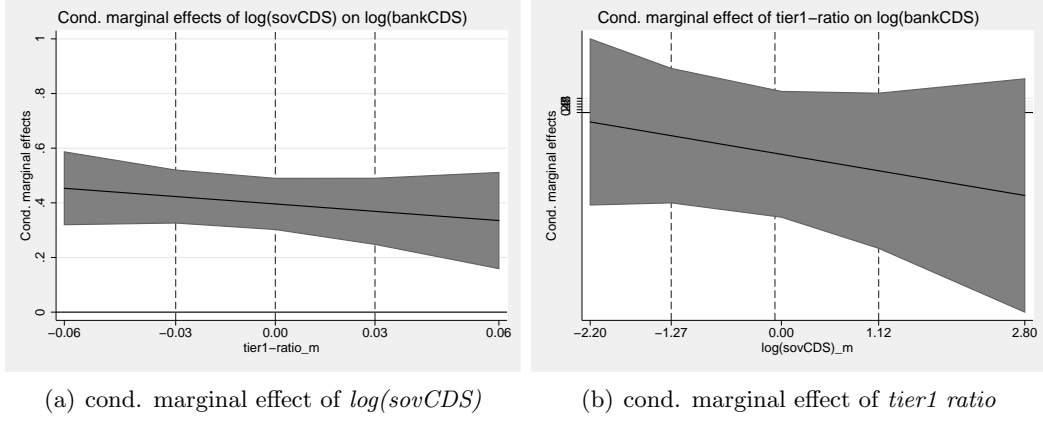 Cond. marginal effects of log(sovCDS) on log(bankCDS)
Cond. marginal effects
1
.8
.6
.4
.2
0
−0.06
−0.03
0.00
0.03
0.06
tier1−ratio_m
Cond. marginal effect of tier1−ratio on log(bankCDS)
Cond. marginal effects
−2.20
−1.27
0.00
1.12
2.80
log(sovCDS)_m
(a) cond. marginal effect of log(sovCDS)
(b) cond. marginal effect of tier1 ratio